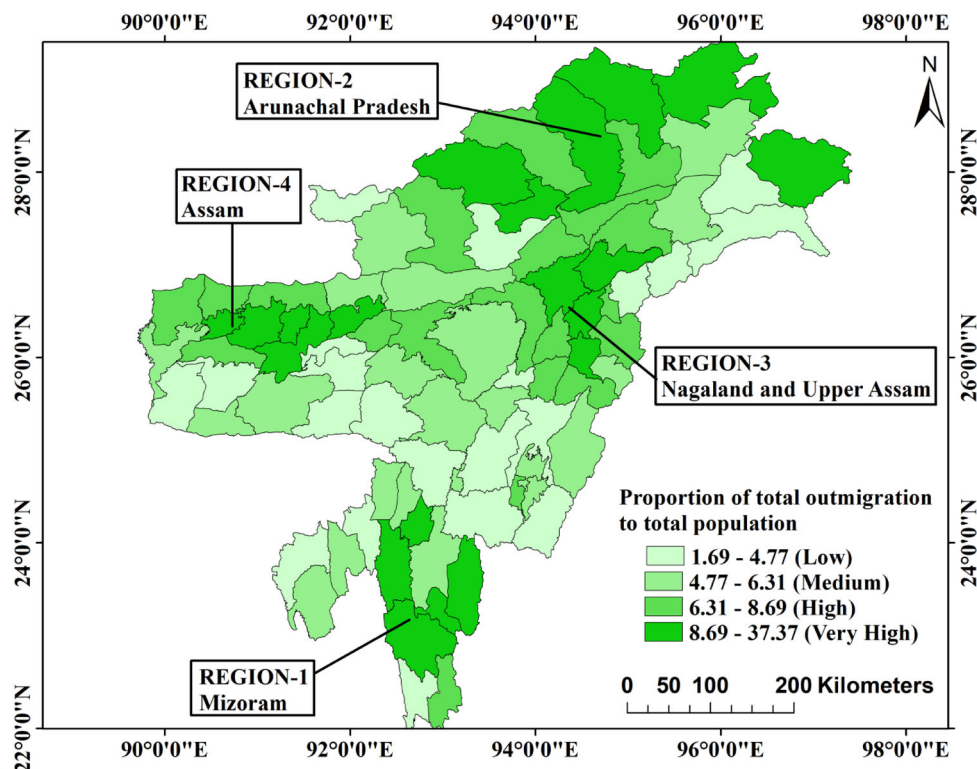 90°0'0"E 92°0'0"E 94°0'0"E 96°0'0"E 98°0'0"E
N
REGION-2
Arunachal Pradesh
28°0'0"N
28°0'0"N
REGION-4
Assam
26°0'0"N
26°0'0"N
REGION-3
Nagaland and Upper Assam
Proportion of total outmigration
to total population
1.69 - 4.77 (Low)
4.77 - 6.31 (Medium)
6.31 - 8.69 (High)
8.69 - 37.37 (Very High)
24°0'0"N
24°0'0"N
REGION-1
Mizoram
0 50 100 200 Kilometers
22°0'0"N
22°0'0"N
90°0'0"E 92°0'0"E 94°0'0"E 96°0'0"E 98°0'0"E